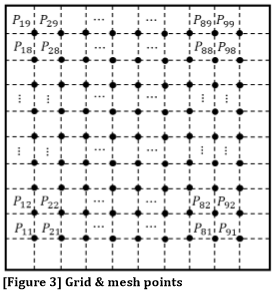 P19 P29 ... ... P89 P99
P18 P28 ... ... P88 P98
⋮ ⋮ ... ... ⋮ ⋮
⋮ ⋮ ... ... ⋮ ⋮
P12 P22 ... ... P82 P92
P11 P21 ... ... P81 P91
[Figure 3] Grid & mesh points